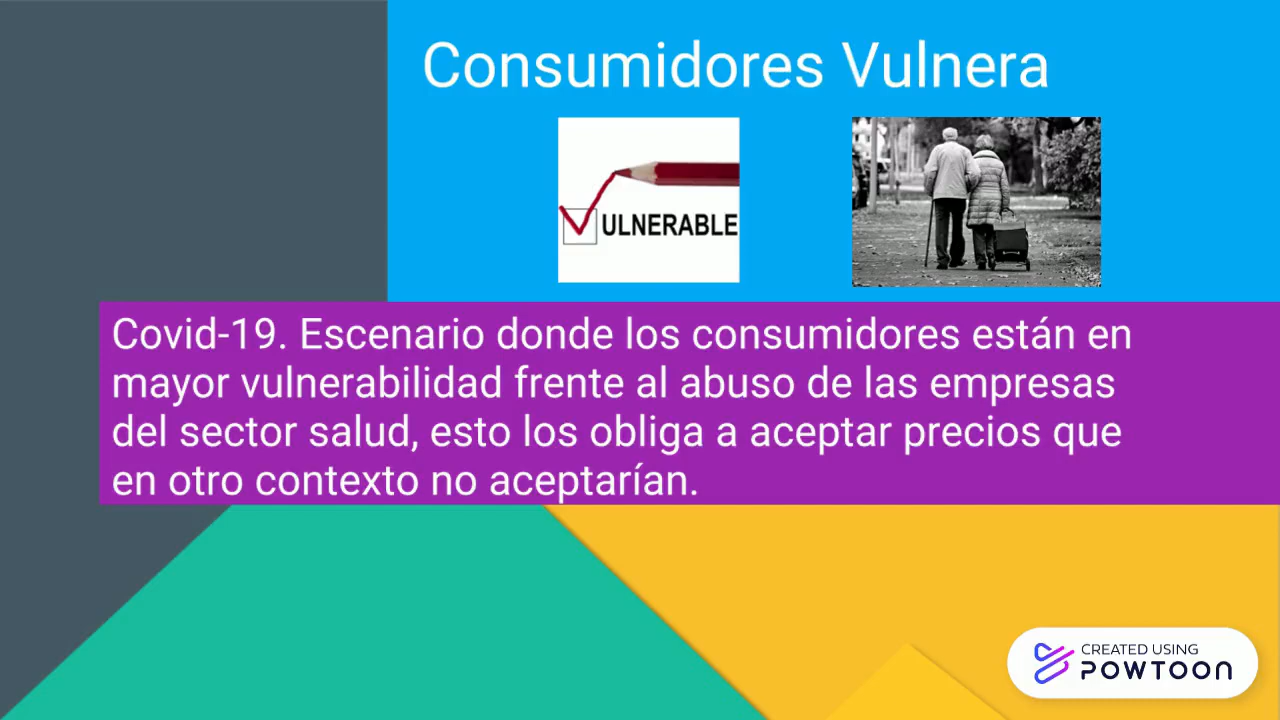 Consumidores Vulnera
ULNERABLE
Covid-19. Escenario donde los consumidores están en
mayor vulnerabilidad frente al abuso de las empresas
del sector salud, esto los obliga a aceptar precios que
en otro contexto no aceptarían.
CREATED USING
POWTOON